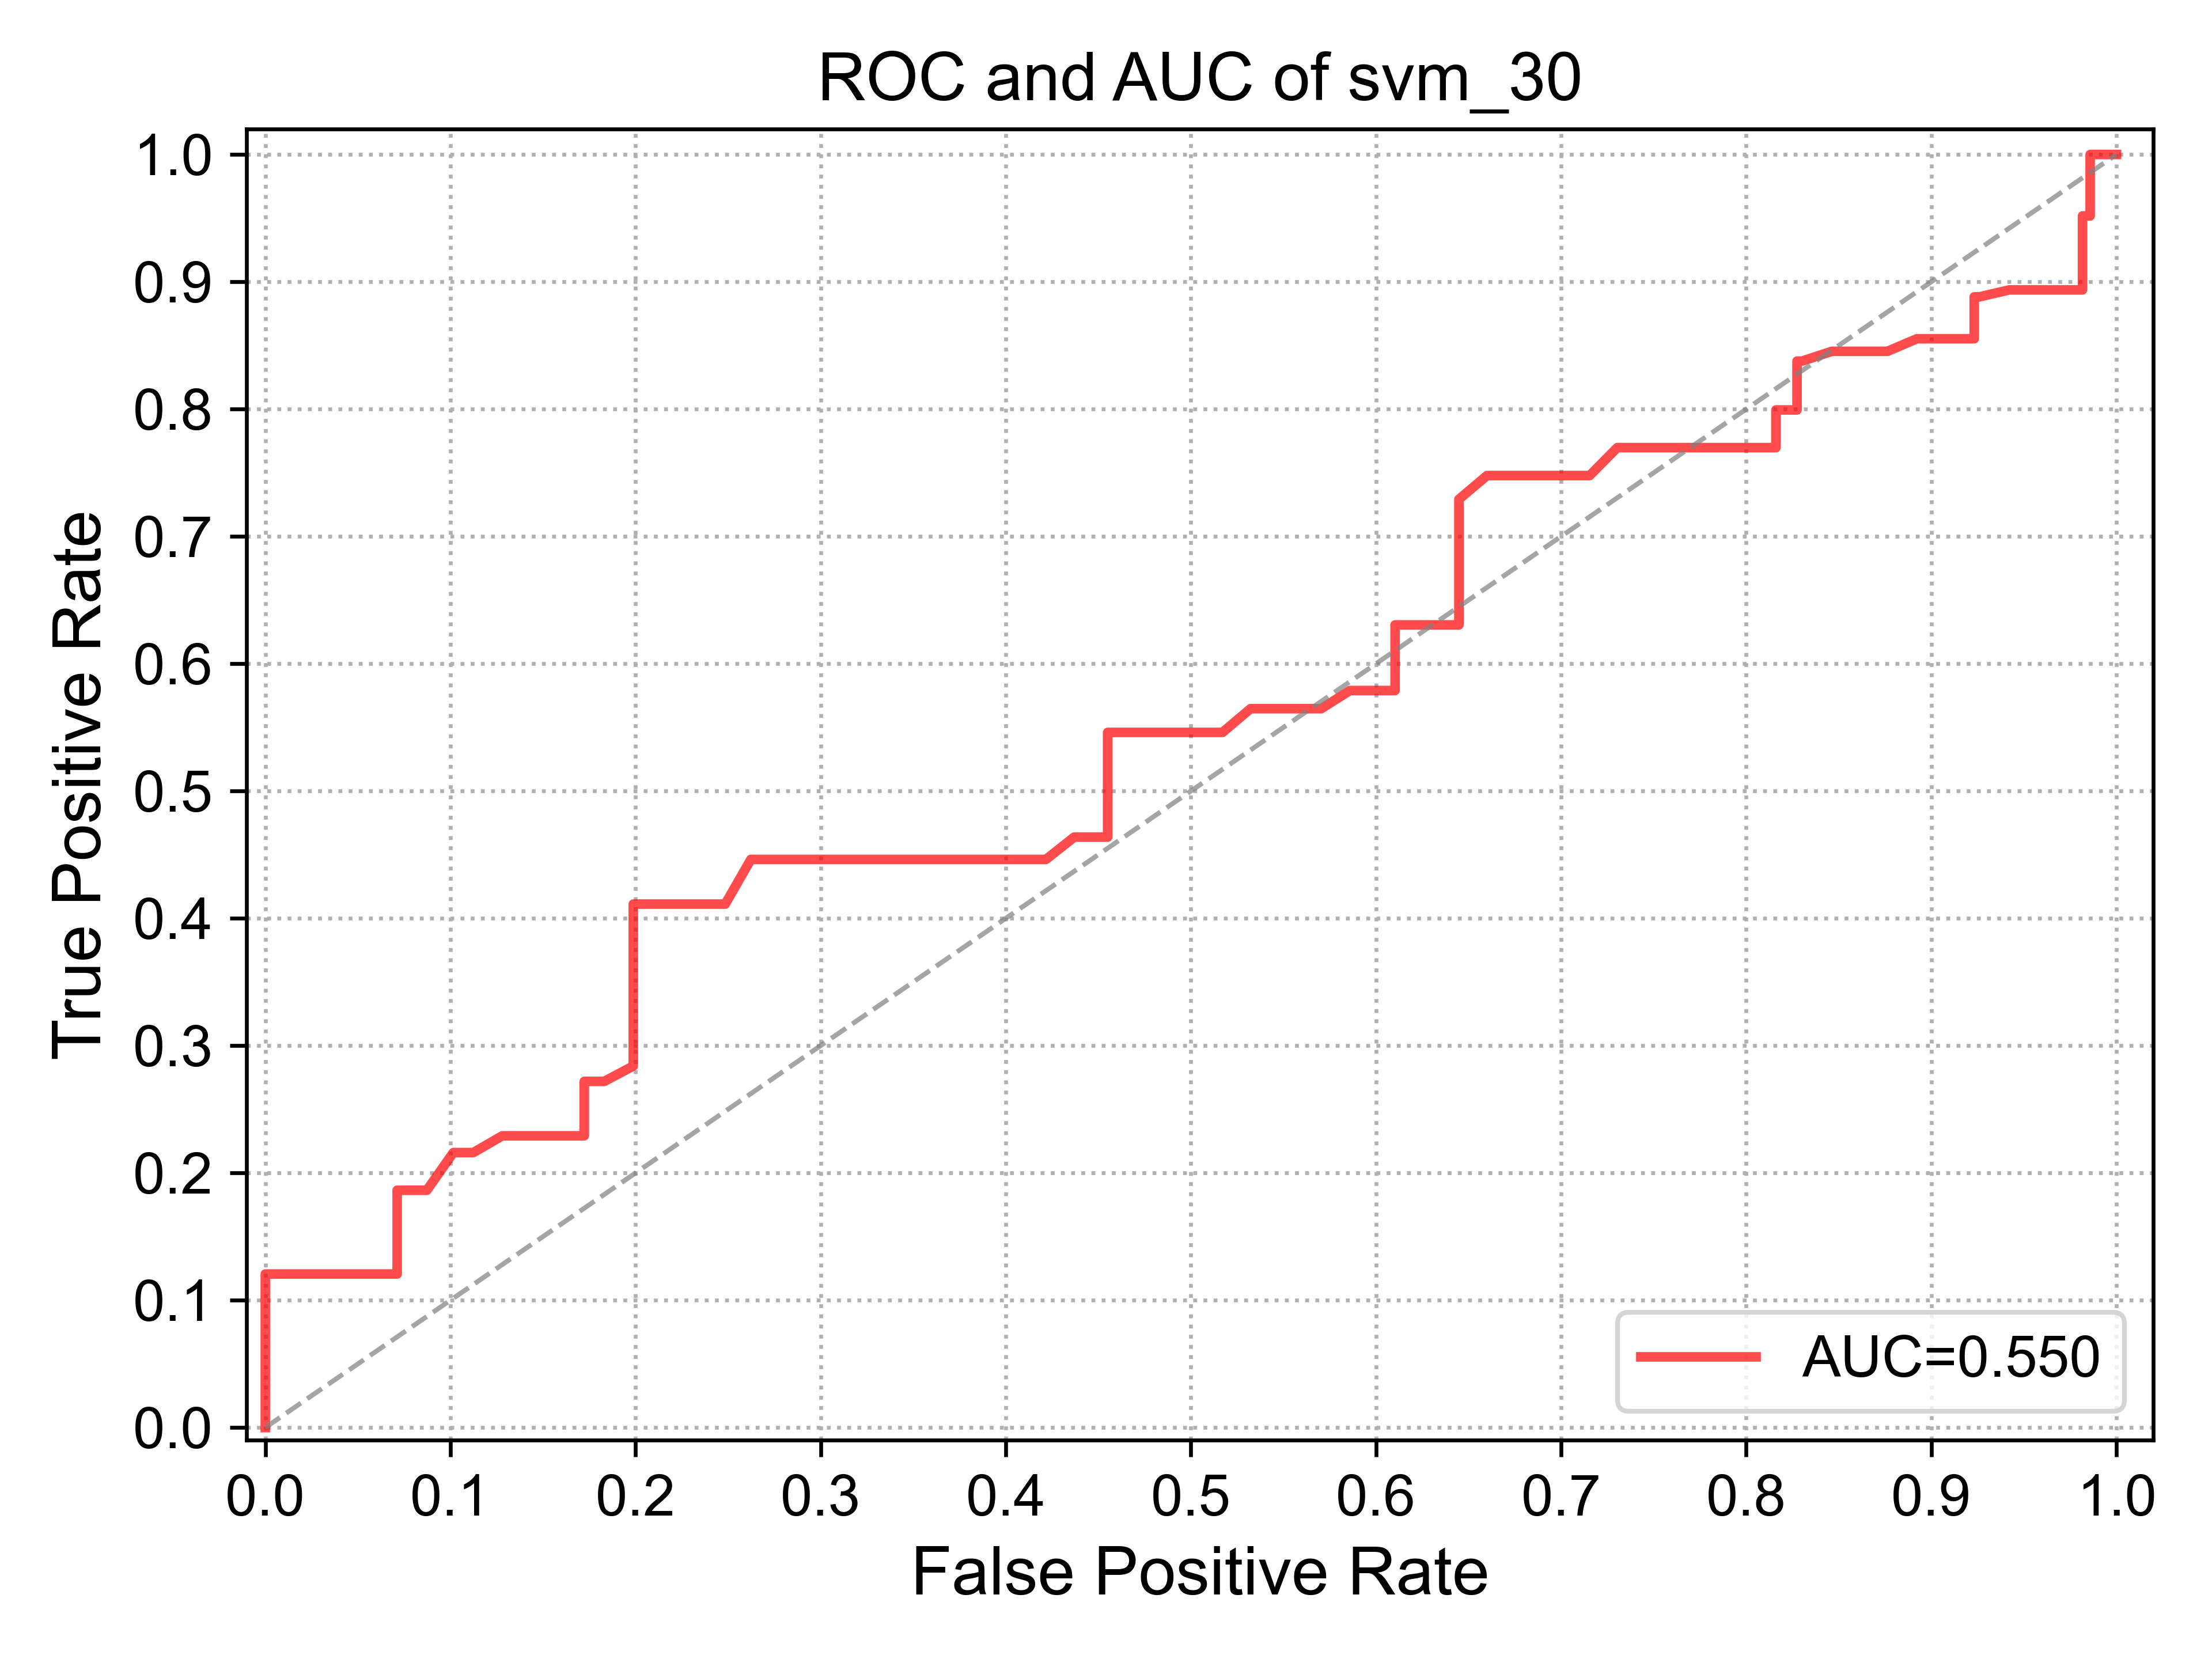 ROC and AUC of svm_30
True Positive Rate
1.0
0.9
0.8
0.7
0.6
0.5
0.4
0.3
0.2
0.1
0.0
AUC=0.550
0.0 0.1 0.2 0.3 0.4 0.5 0.6 0.7 0.8 0.9 1.0
False Positive Rate